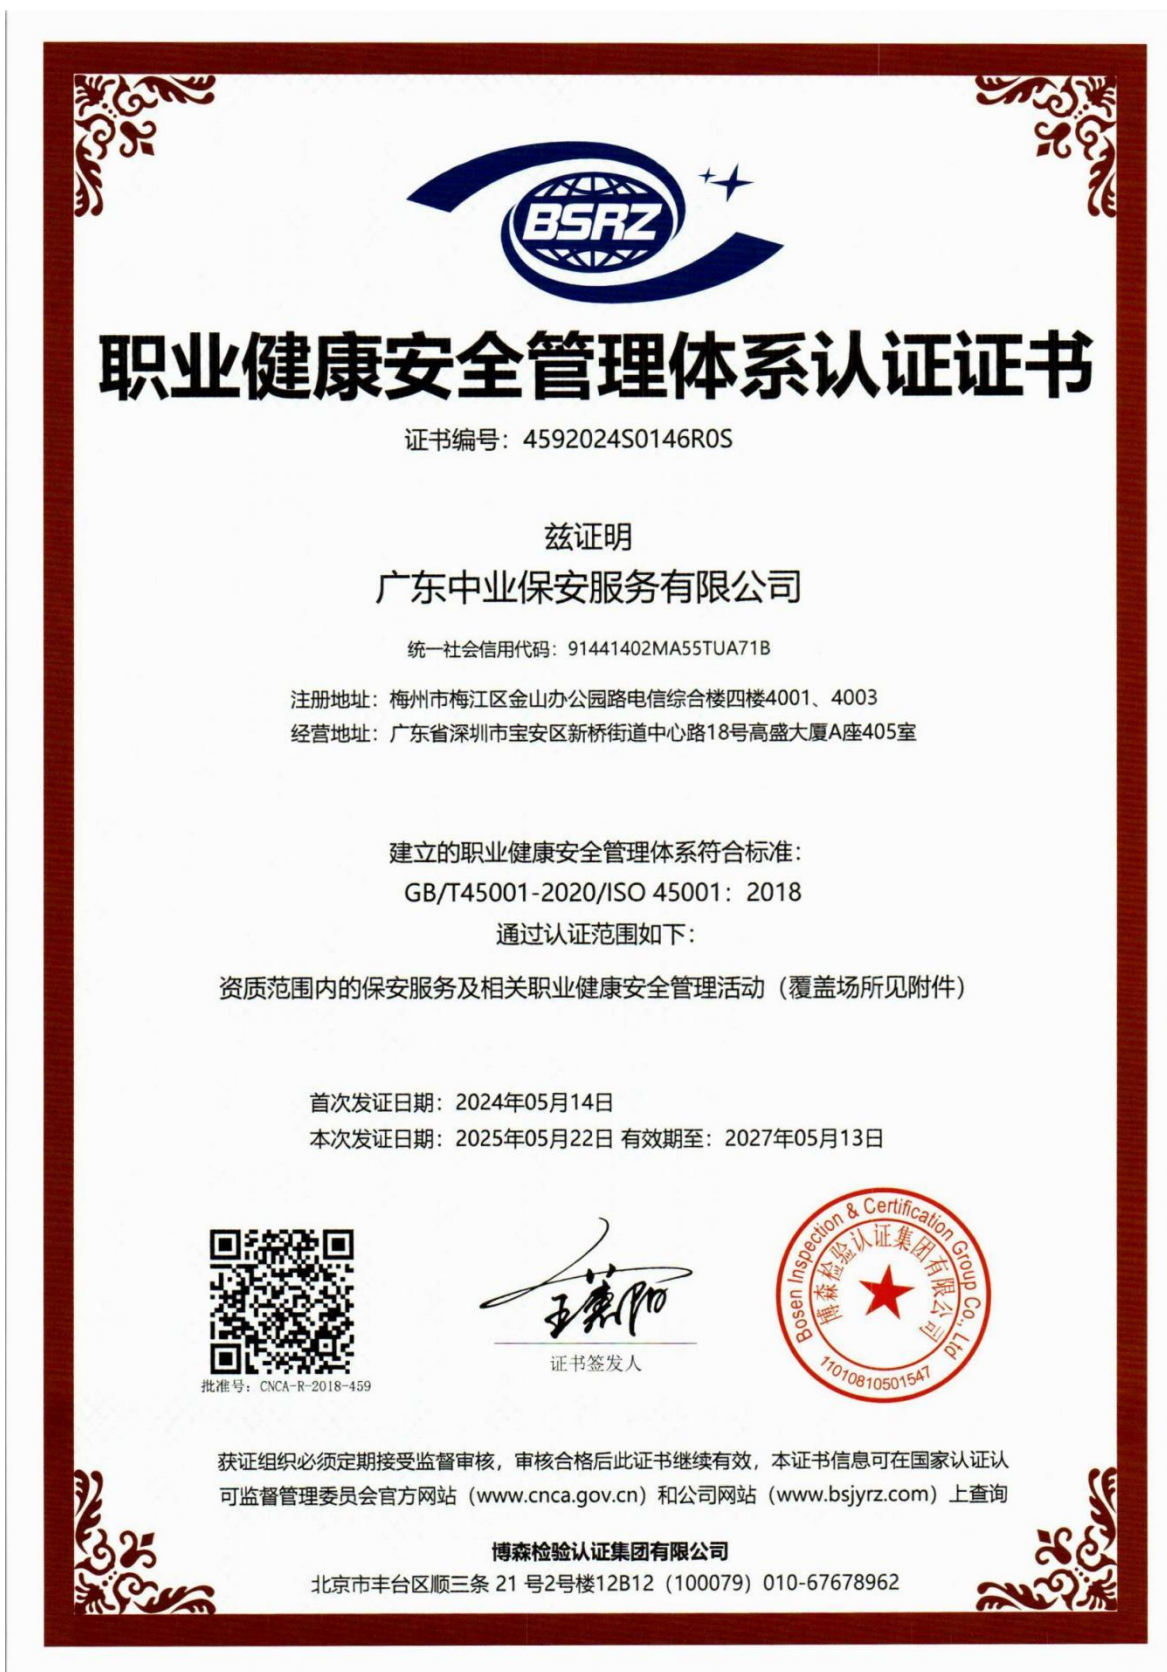 BSRZ
职业健康安全管理体系认证证书
证书编号：4592024S0146R0S
兹证明
广东中业保安服务有限公司
统一社会信用代码：91441402MA55TUA71B
注册地址：梅州市梅江区金山办公园路电信综合楼四楼4001、4003
经营地址：广东省深圳市宝安区新桥街道中心路18号高盛大厦A座405室
建立的职业健康安全管理体系符合标准：
GB/T45001-2020/ISO 45001：2018
通过认证范围如下：
资质范围内的保安服务及相关职业健康安全管理活动（覆盖场所见附件）
首次发证日期：2024年05月14日
本次发证日期：2025年05月22日 有效期至：2027年05月13日
批准号：CNCA-R-2018-459
证书签发人
Bosen Inspection & Certification Group Co., Ltd
博森检验认证集团有限公司
11010810501547
获证组织必须定期接受监督审核，审核合格后此证书继续有效，本证书信息可在国家认证认
可监督管理委员会官方网站（www.cnca.gov.cn）和公司网站（www.bsjyrz.com）上查询
博森检验认证集团有限公司
北京市丰台区顺三条 21 号2号楼12B12（100079）010-67678962